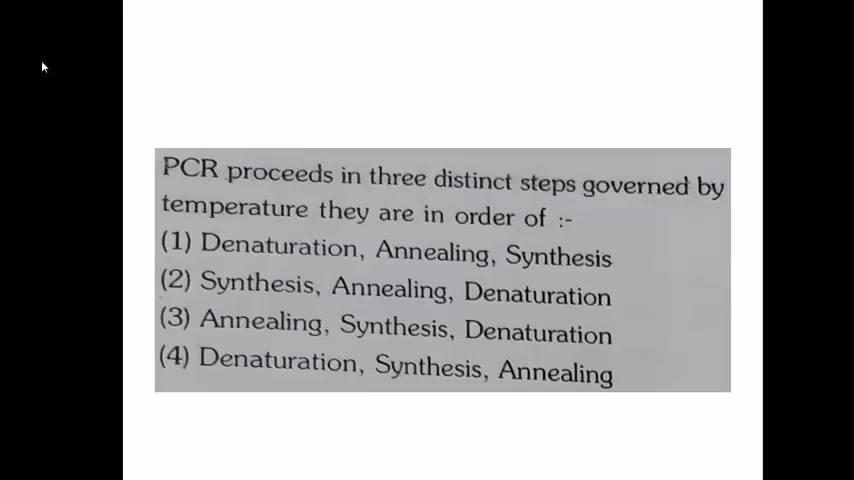 PCR proceeds in three distinct steps governed by
temperature they are in order of :-
(1) Denaturation, Annealing, Synthesis
(2) Synthesis, Annealing, Denaturation
(3) Annealing, Synthesis, Denaturation
(4) Denaturation, Synthesis, Annealing